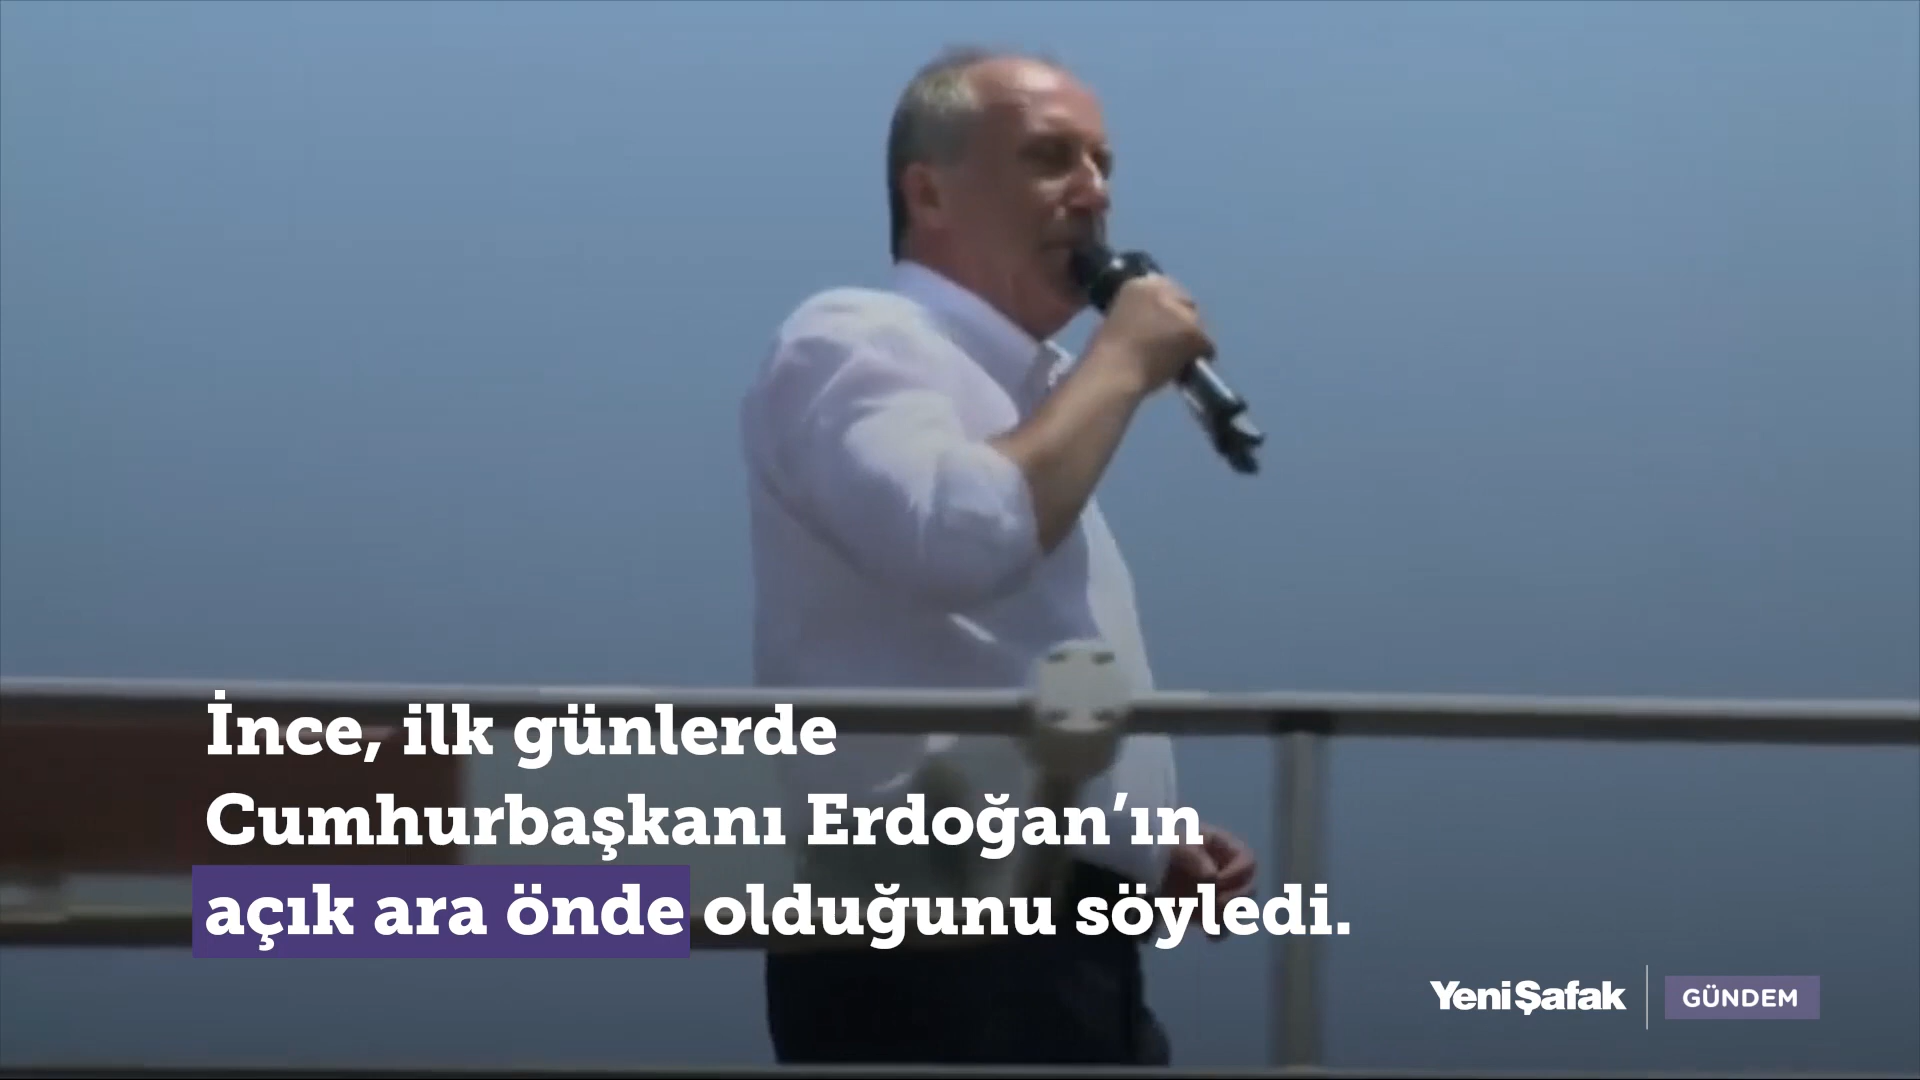 İnce, ilk günlerde
Cumhurbaşkanı Erdoğan’ın
açık ara önde olduğunu söyledi.
YeniŞafak GÜNDEM